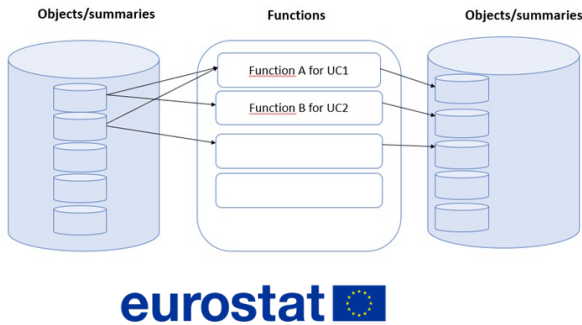 Objects/summaries
Functions
Objects/summaries
Function A for UC1
Function B for UC2
eurostat